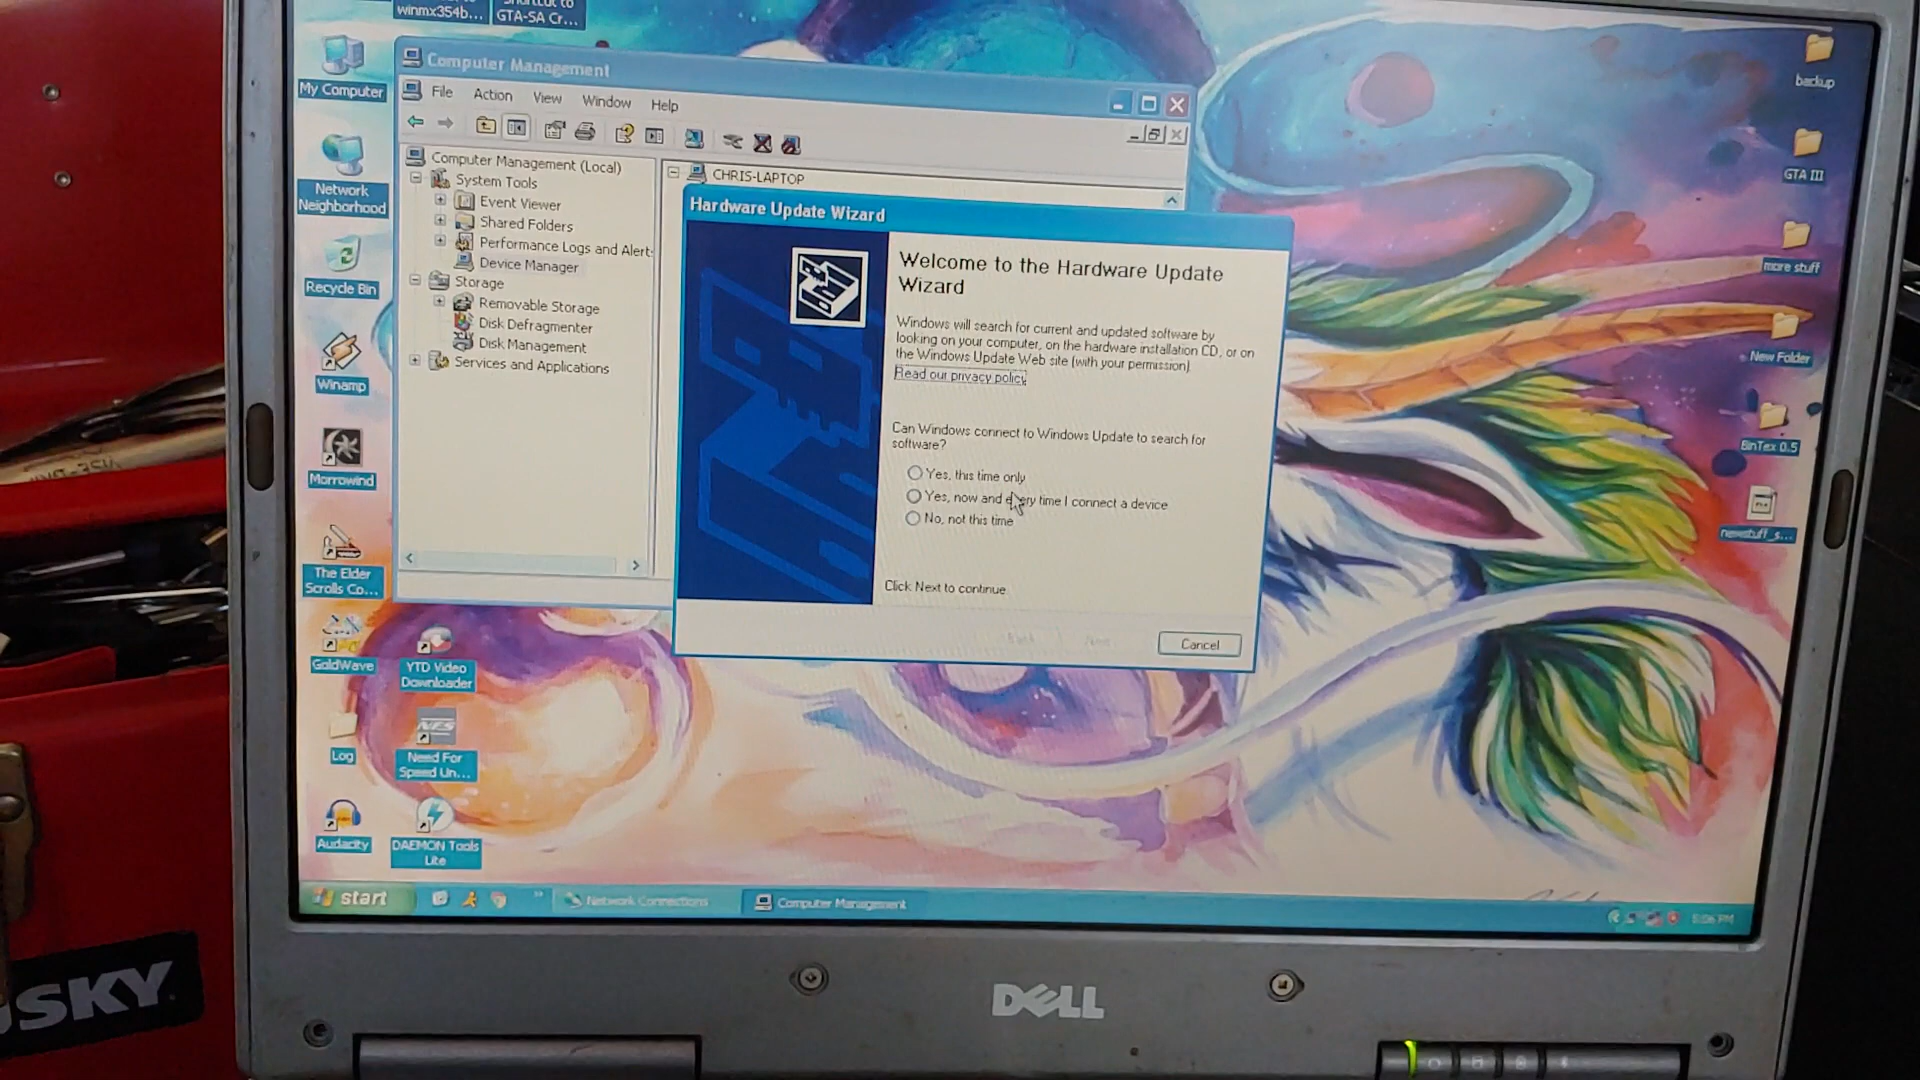 winmx354b...
GTA-SA Cr...
My Computer
Network
Neighborhood
Recycle Bin
Winamp
Morrowind
The Elder
Scrolls Co...
GoldWave
YTD Video
Downloader
Log
Need For
Speed Un...
Audacity
DAEMON Tools
Lite
Computer Management
File Action View Window Help
Computer Management (Local)
System Tools
Event Viewer
Shared Folders
Performance Logs and Alert
Device Manager
Storage
Removable Storage
Disk Defragmenter
Disk Management
Services and Applications
CHRIS-LAPTOP
Hardware Update Wizard
Welcome to the Hardware Update
Wizard
Windows will search for current and updated software by
looking on your computer, on the hardware installation CD, or on
the Windows Update Web site (with your permission).
Read our privacy policy
Can Windows connect to Windows Update to search for
software?
Yes, this time only
Yes, now and every time I connect a device
No, not this time
Click Next to continue
Cancel
backup
GTA III
more stuff
New Folder
BinTex 0.5
newstuff_s...
start
Network Connections
Computer Management
5:06 PM
DELL
SKY